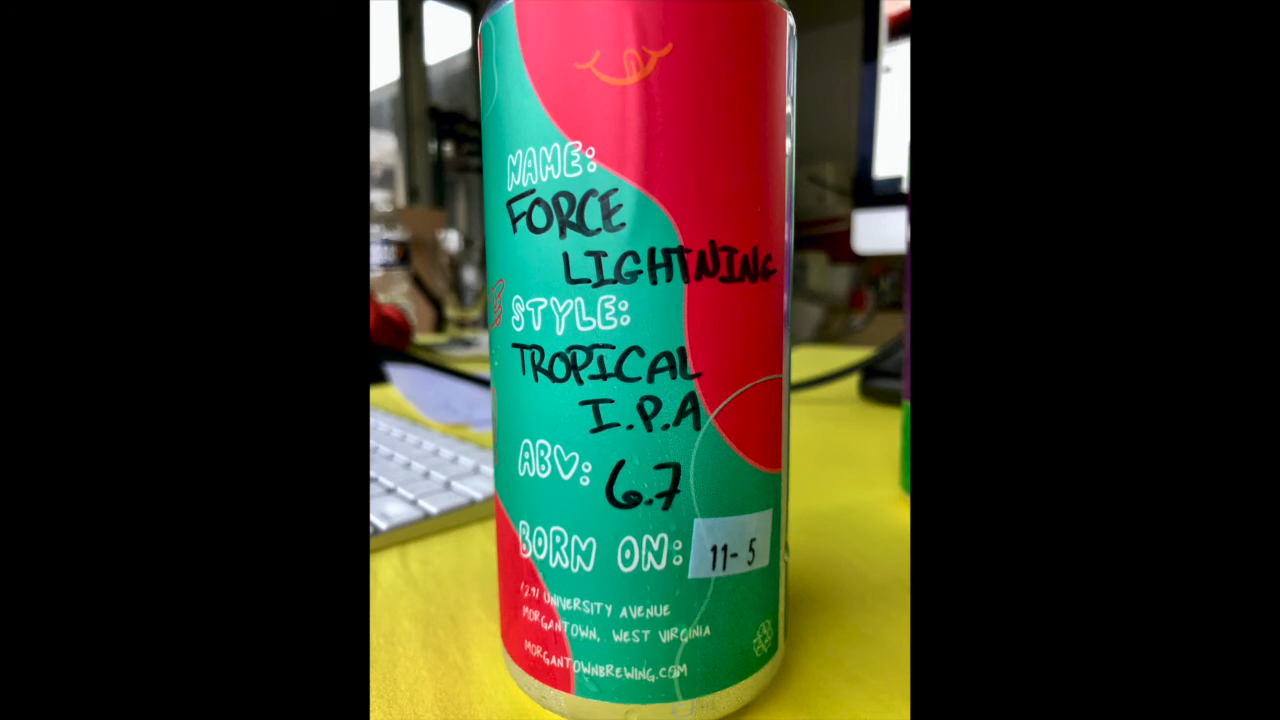 NAME:
FORCE
LIGHTNING
STYLE:
TROPICAL
I.P.A
ABV:
6.7
BORN ON:
11-5
1291 UNIVERSITY AVENUE
MORGANTOWN, WEST VIRGINIA
MORGANTOWNBREWING.COM